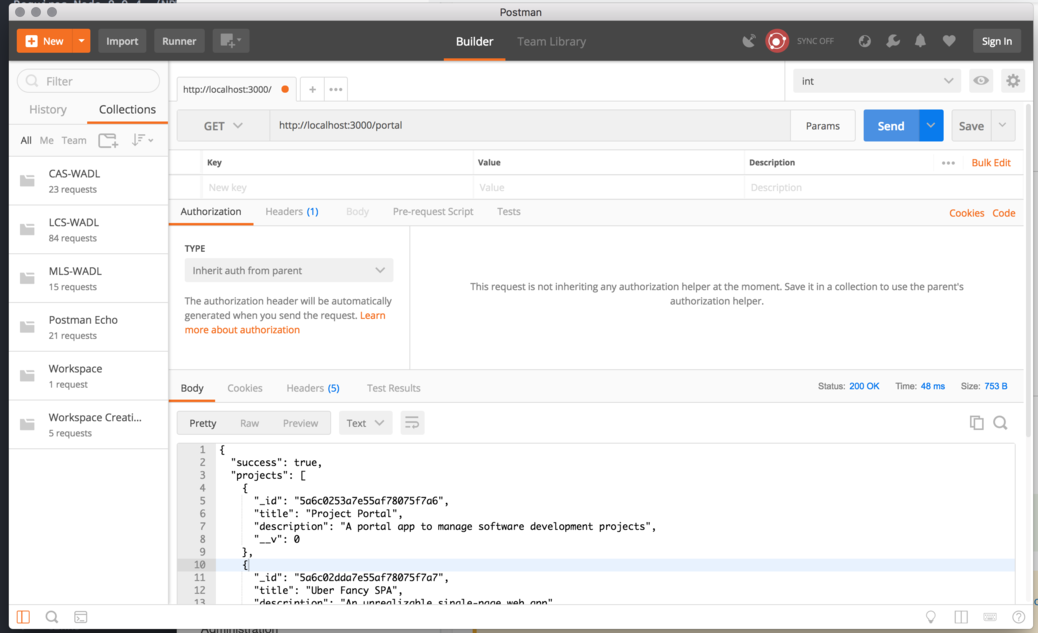 Postman
New
Import
Runner
Builder
Team Library
SYNC OFF
Sign In
Filter
History
Collections
All Me Team
CAS-WADL
23 requests
LCS-WADL
84 requests
MLS-WADL
15 requests
Postman Echo
21 requests
Workspace
1 request
Workspace Creati...
5 requests
http://localhost:3000/
int
GET
http://localhost:3000/portal
Params
Send
Save
Key Value Description Bulk Edit
New key Value Description
Authorization Headers (1) Body Pre-request Script Tests Cookies Code
TYPE
Inherit auth from parent
The authorization header will be automatically
generated when you send the request. Learn
more about authorization
This request is not inheriting any authorization helper at the moment. Save it in a collection to use the parent's
authorization helper.
Body Cookies Headers (5) Test Results Status: 200 OK Time: 48 ms Size: 753 B
Pretty Raw Preview Text
1 {
2 "success": true,
3 "projects": [
4 {
5 "_id": "5a6c0253a7e55af78075f7a6",
6 "title": "Project Portal",
7 "description": "A portal app to manage software development projects",
8 "__v": 0
9 },
10 {
11 "_id": "5a6c02dda7e55af78075f7a7",
12 "title": "Uber Fancy SPA",
13 "description": "An unrealizable single-page web app"
Administration